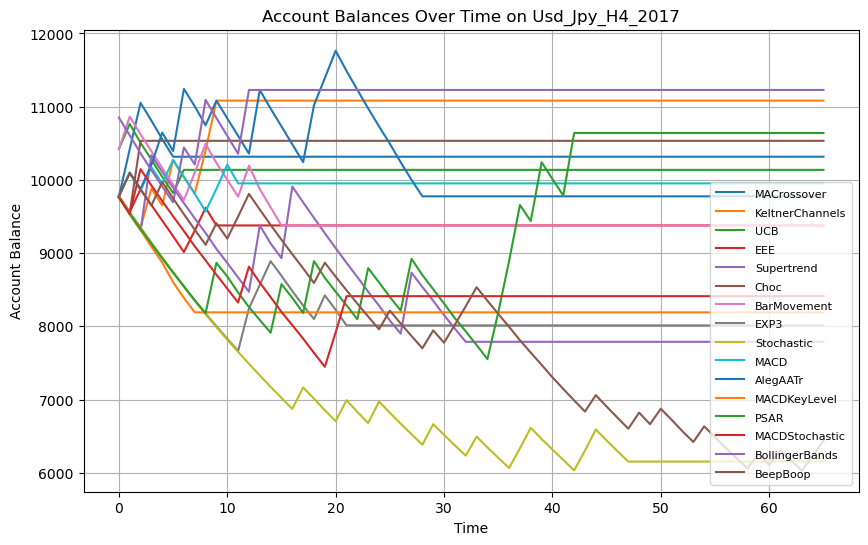 Account Balances Over Time on Usd_Jpy_H4_2017
Account Balance
12000
11000
10000
9000
8000
7000
6000
MACrossover
KeltnerChannels
UCB
EEE
Supertrend
Choc
BarMovement
EXP3
Stochastic
MACD
AlegAATr
MACDKeyLevel
PSAR
MACDStochastic
BollingerBands
BeepBoop
0 10 20 30 40 50 60
Time